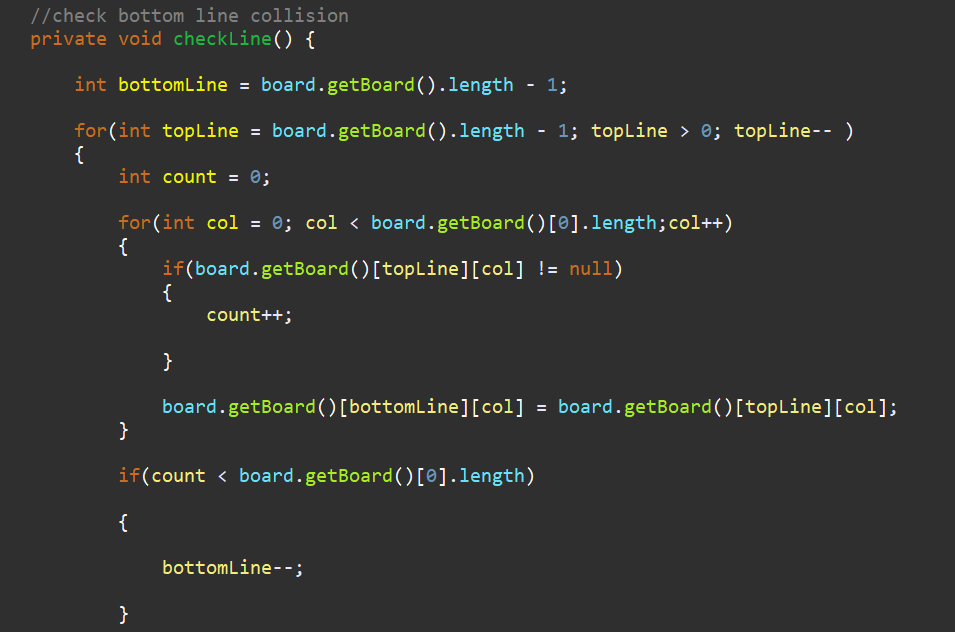 //check bottom line collision
private void checkLine() {
int bottomLine = board.getBoard().length - 1;
for(int topLine = board.getBoard().length - 1; topLine > 0; topLine-- )
{
int count = 0;
for(int col = 0; col < board.getBoard()[0].length;col++)
{
if(board.getBoard()[topLine][col] != null)
{
count++;
}
board.getBoard()[bottomLine][col] = board.getBoard()[topLine][col];
}
if(count < board.getBoard()[0].length)
{
bottomLine--;
}